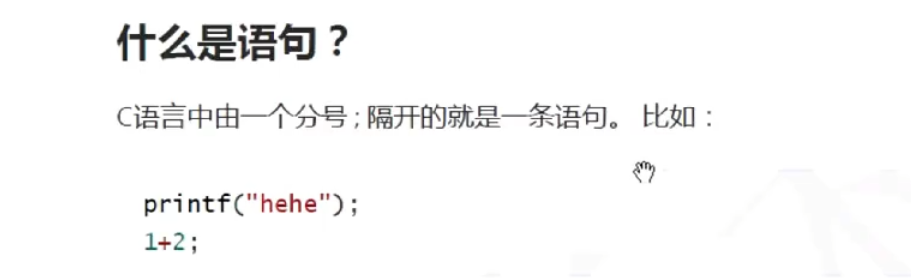 什么是语句？
C语言中由一个分号 ; 隔开的就是一条语句。 比如：
printf("hehe");
1+2;